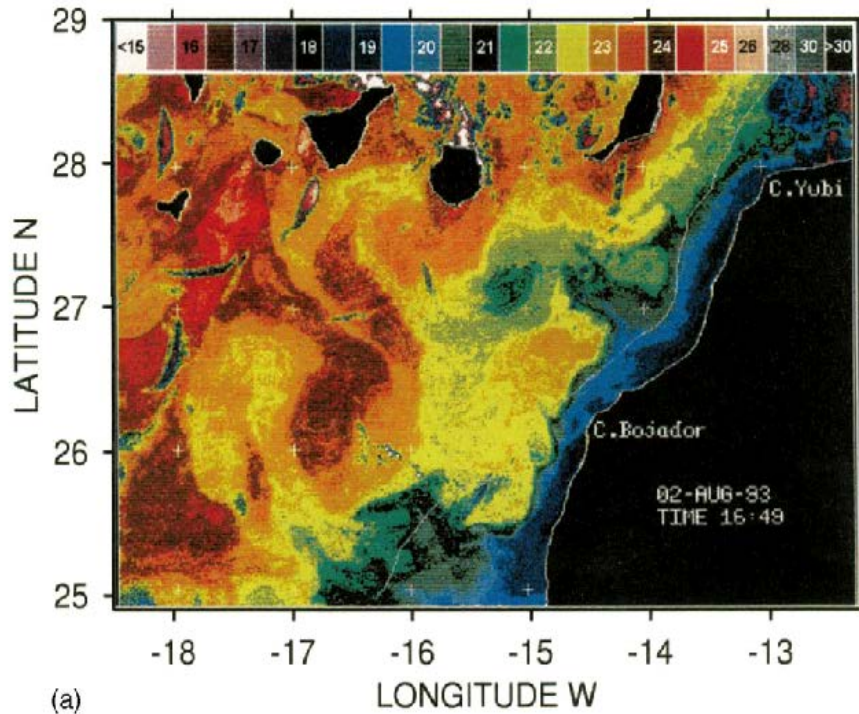 29
<15 16 17 18 19 20 21 22 23 24 25 26 28 30 >30
28
C.Yubi
LATITUDE N
27
C.Bojador
26
02-AUG-93
TIME 16:49
25
-18 -17 -16 -15 -14 -13
(a) LONGITUDE W